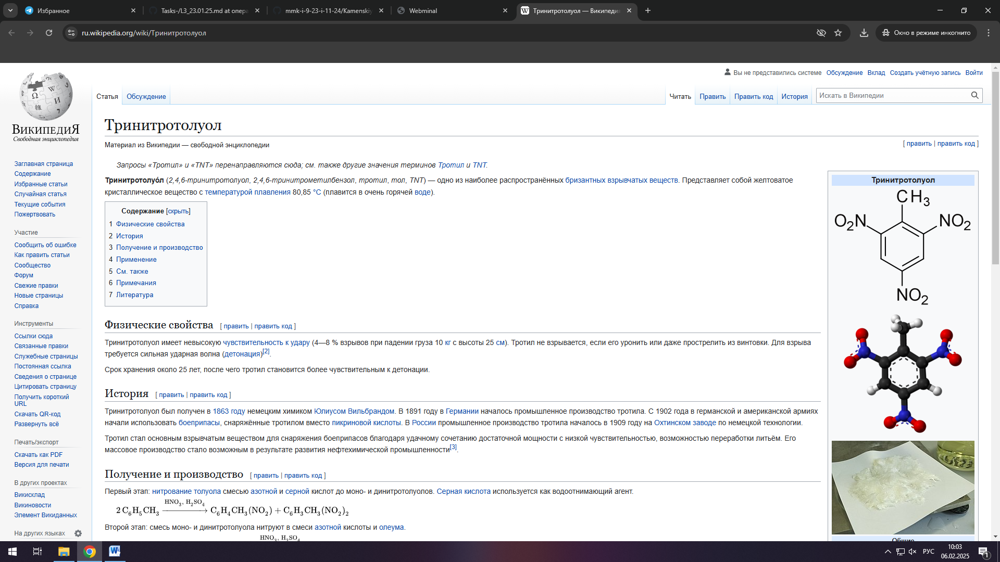 Избранное
Tasks-/L3_23.01.25.md at опера
mmk-i-9-23-i-11-24/Kamenskiy
Webminal
Тринитротолуол — Википедия
ru.wikipedia.org/wiki/Тринитротолуол
Окно в режиме инкогнито
Вы не представились системе Обсуждение Вклад Создать учётную запись Войти
Статья Обсуждение
Читать Править Править код История Искать в Википедии
ВикипедиЯ
Свободная энциклопедия
Заглавная страница
Содержание
Избранные статьи
Случайная статья
Текущие события
Пожертвовать
Участие
Сообщить об ошибке
Как править статьи
Сообщество
Форум
Свежие правки
Новые страницы
Справка
Инструменты
Ссылки сюда
Связанные правки
Служебные страницы
Постоянная ссылка
Сведения о странице
Цитировать страницу
Получить короткий
URL
Скачать QR-код
Развернуть всё
Печать/экспорт
Скачать как PDF
Версия для печати
В других проектах
Викисклад
Викиновости
Элемент Викиданных
На других языках
Тринитротолуол
Материал из Википедии — свободной энциклопедии
[ править | править код ]
Запросы «Тротил» и «TNT» перенаправляются сюда; см. также другие значения терминов Тротил и TNT.
Тринитротолуо́л (2,4,6-тринитротолуол, 2,4,6-тринитрометилбензол, тротил, тол, TNT) — одно из наиболее распространённых бризантных взрывчатых веществ. Представляет собой желтоватое
кристаллическое вещество с температурой плавления 80,85 °C (плавится в очень горячей воде).
Содержание [скрыть]
1 Физические свойства
2 История
3 Получение и производство
4 Применение
5 См. также
6 Примечания
7 Литература
Физические свойства [ править | править код ]
Тринитротолуол имеет невысокую чувствительность к удару (4—8 % взрывов при падении груза 10 кг с высоты 25 см). Тротил не взрывается, если его уронить или даже прострелить из винтовки. Для взрыва
требуется сильная ударная волна (детонация)[2].
Срок хранения около 25 лет, после чего тротил становится более чувствительным к детонации.
История [ править | править код ]
Тринитротолуол был получен в 1863 году немецким химиком Юлиусом Вильбрандом. В 1891 году в Германии началось промышленное производство тротила. С 1902 года в германской и американской армиях
начали использовать боеприпасы, снаряжённые тротилом вместо пикриновой кислоты. В России промышленное производство тротила началось в 1909 году на Охтинском заводе по немецкой технологии.
Тротил стал основным взрывчатым веществом для снаряжения боеприпасов благодаря удачному сочетанию достаточной мощности с низкой чувствительностью, возможностью переработки литьём. Его
массовое производство стало возможным в результате развития нефтехимической промышленности[3].
Получение и производство [ править | править код ]
Первый этап: нитрование толуола смесью азотной и серной кислот до моно- и динитротолуолов. Серная кислота используется как водоотнимающий агент.
HNO3, H2SO4
2 C6H5CH3 ⟶ C6H4CH3(NO2) + C6H3CH3(NO2)2
Второй этап: смесь моно- и динитротолуола нитруют в смеси азотной кислоты и олеума.
HNO3, H2SO4
Тринитротолуол
CH3
O2N
NO2
NO2
Общие
РУС
10:03
06.02.2025
1